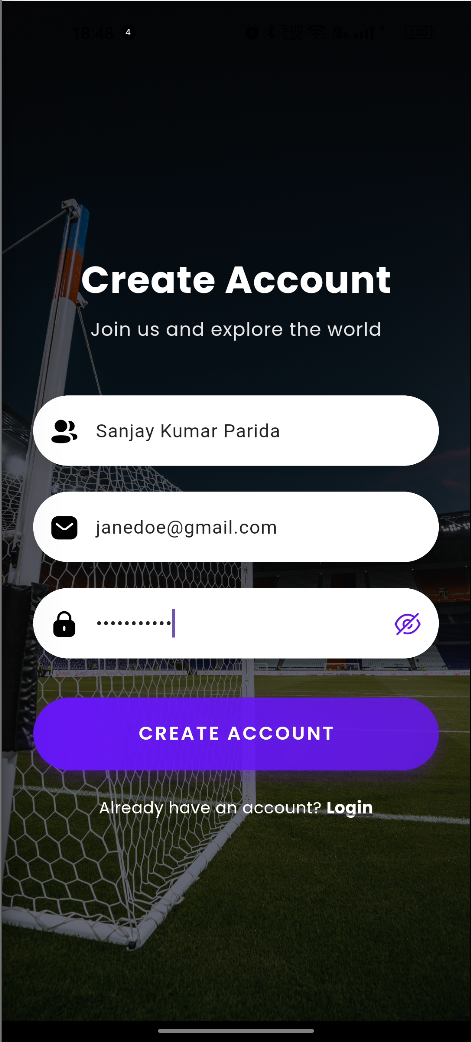 18:48 4
Create Account
Join us and explore the world
Sanjay Kumar Parida
janedoe@gmail.com
•••••••••••
CREATE ACCOUNT
Already have an account? Login